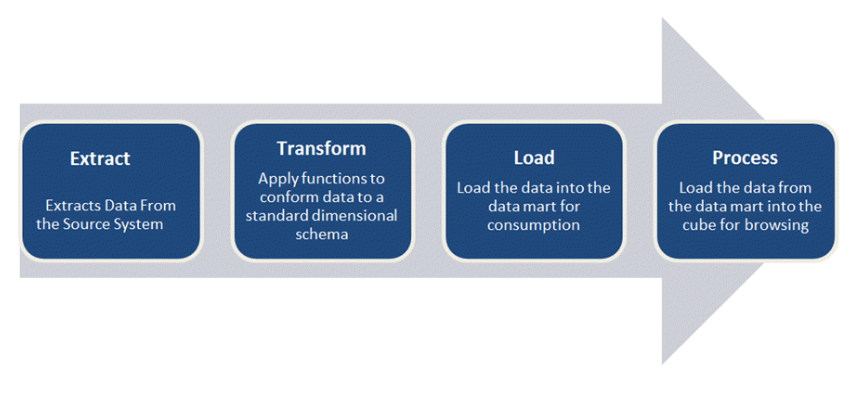 Extract
Extracts Data From
the Source System
Transform
Apply functions to
conform data to a
standard dimensional
schema
Load
Load the data into the
data mart for
consumption
Process
Load the data from
the data mart into the
cube for browsing